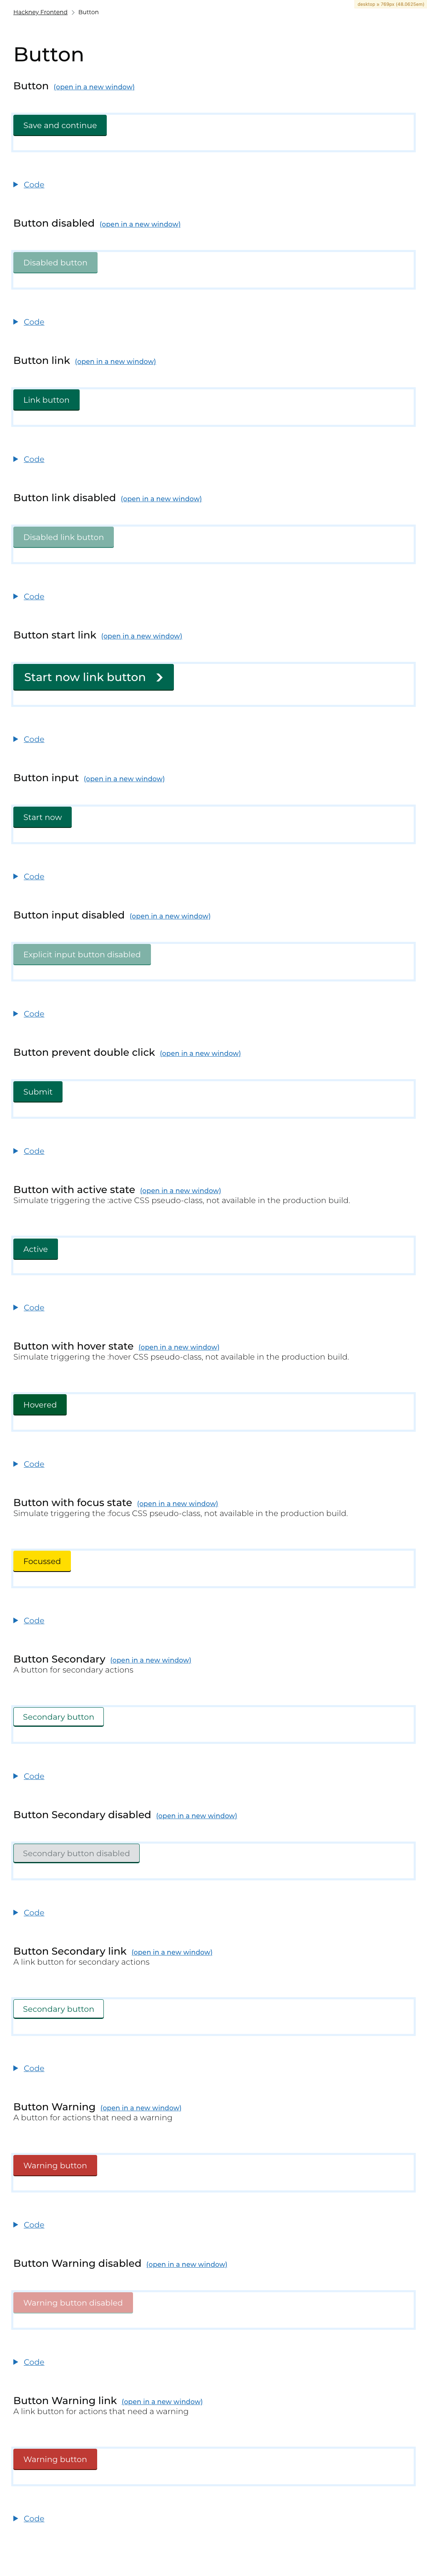 desktop ≥ 769px (48.0625em)
Hackney Frontend > Button
Button
Button (open in a new window)
Save and continue
Code
Button disabled (open in a new window)
Disabled button
Code
Button link (open in a new window)
Link button
Code
Button link disabled (open in a new window)
Disabled link button
Code
Button start link (open in a new window)
Start now link button
Code
Button input (open in a new window)
Start now
Code
Button input disabled (open in a new window)
Explicit input button disabled
Code
Button prevent double click (open in a new window)
Submit
Code
Button with active state (open in a new window)
Simulate triggering the :active CSS pseudo-class, not available in the production build.
Active
Code
Button with hover state (open in a new window)
Simulate triggering the :hover CSS pseudo-class, not available in the production build.
Hovered
Code
Button with focus state (open in a new window)
Simulate triggering the :focus CSS pseudo-class, not available in the production build.
Focussed
Code
Button Secondary (open in a new window)
A button for secondary actions
Secondary button
Code
Button Secondary disabled (open in a new window)
Secondary button disabled
Code
Button Secondary link (open in a new window)
A link button for secondary actions
Secondary button
Code
Button Warning (open in a new window)
A button for actions that need a warning
Warning button
Code
Button Warning disabled (open in a new window)
Warning button disabled
Code
Button Warning link (open in a new window)
A link button for actions that need a warning
Warning button
Code